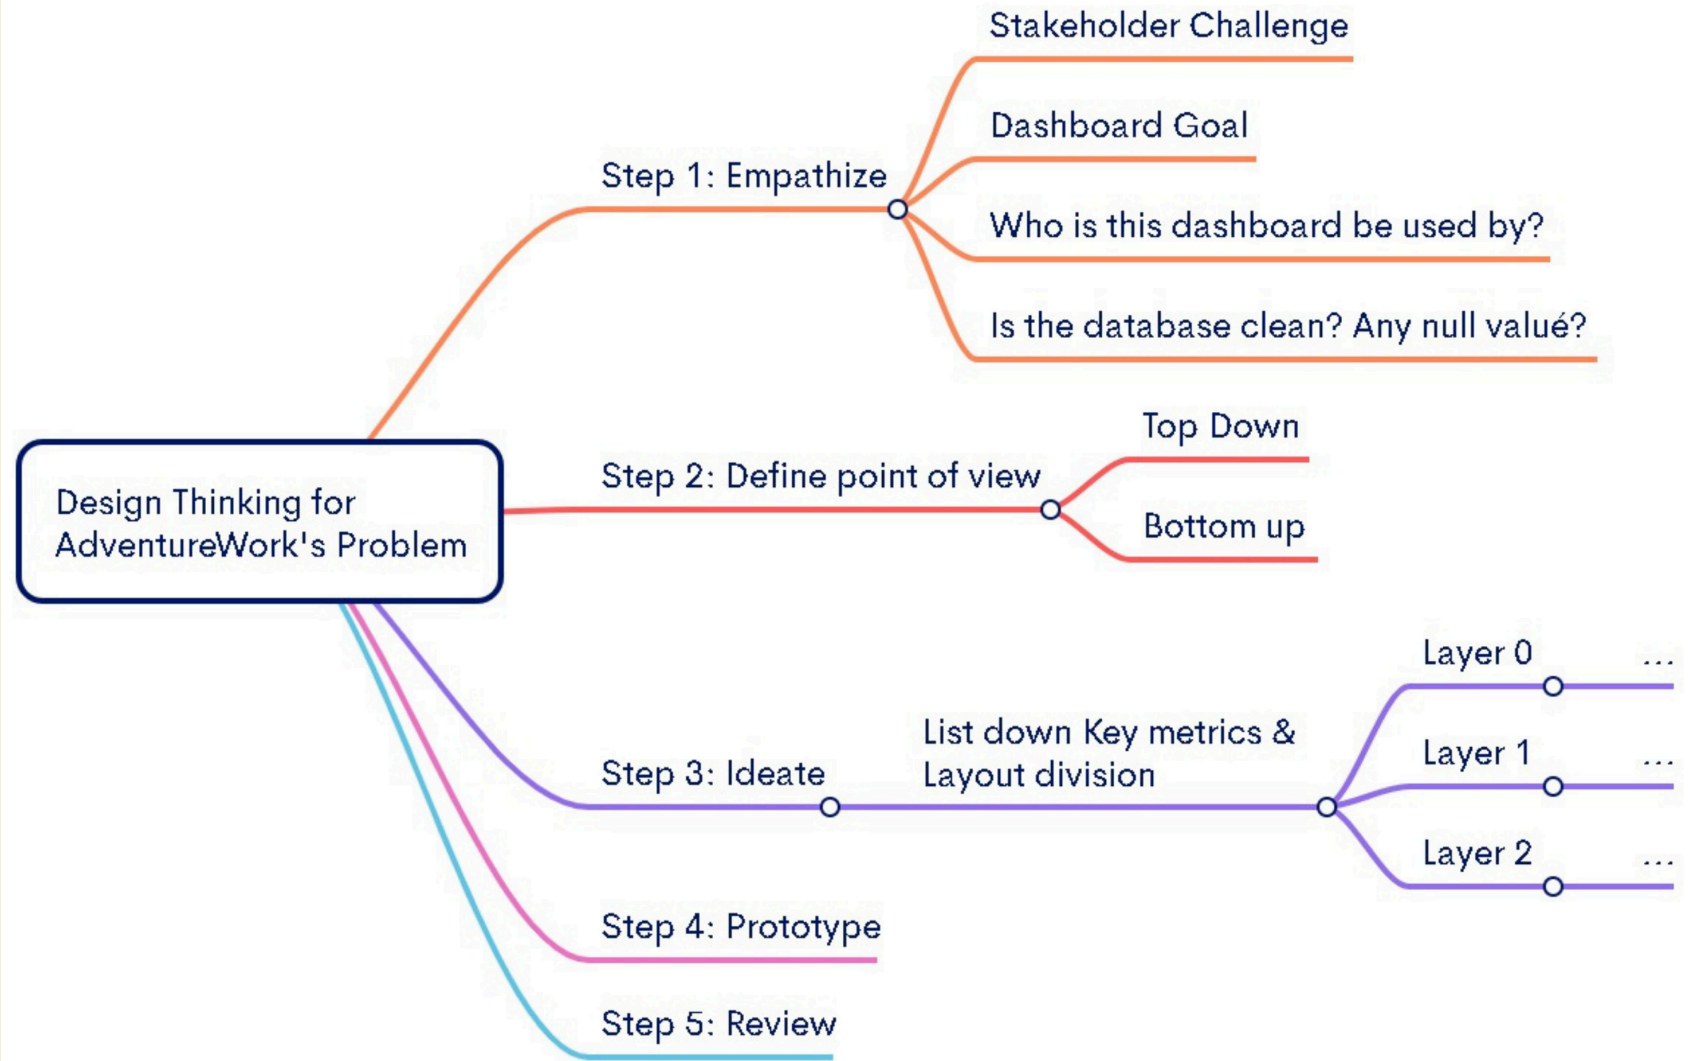 Stakeholder Challenge
Dashboard Goal
Step 1: Empathize
Who is this dashboard be used by?
Is the database clean? Any null valué?
Top Down
Step 2: Define point of view
Bottom up
Design Thinking for
AdventureWork's Problem
Layer 0 ...
List down Key metrics &
Layout division
Layer 1 ...
Step 3: Ideate
Layer 2 ...
Step 4: Prototype
Step 5: Review